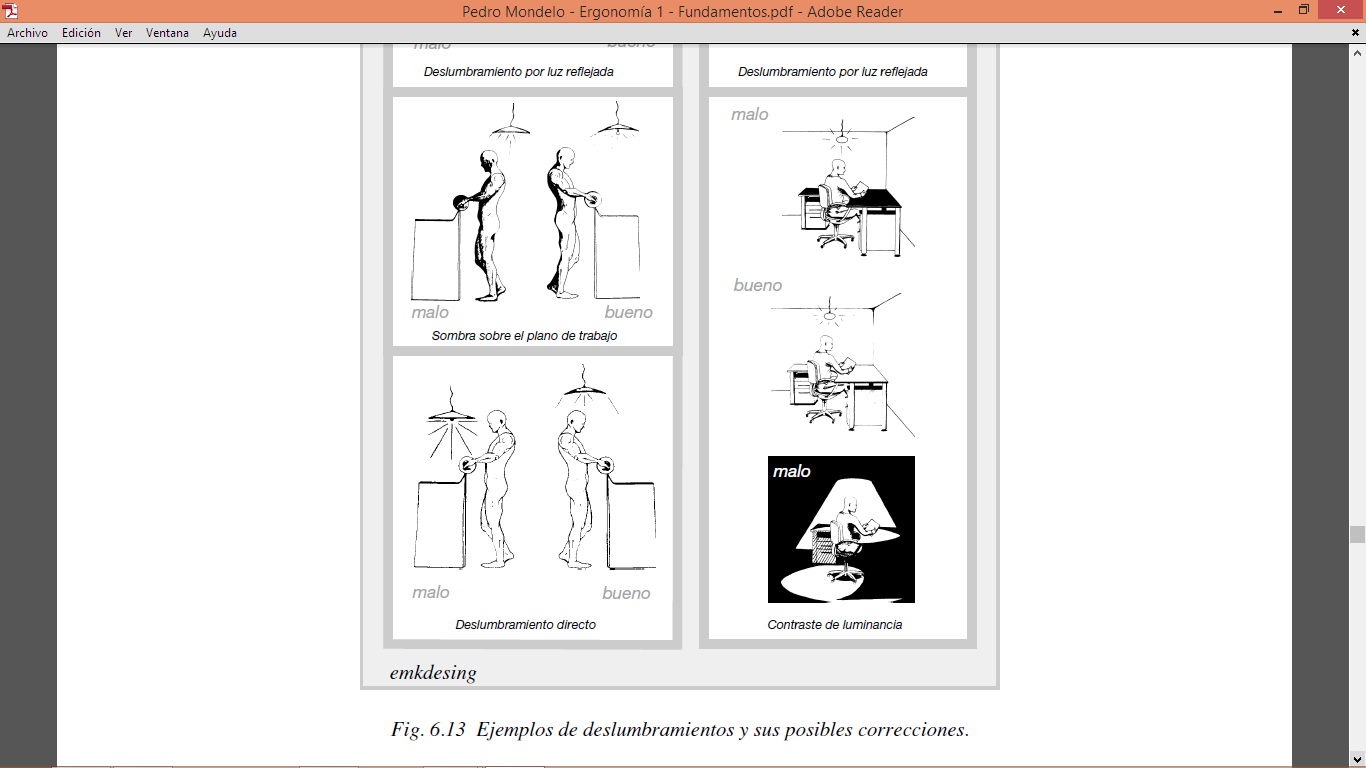 Pedro Mondelo - Ergonomía 1 - Fundamentos.pdf - Adobe Reader
Archivo Edición Ver Ventana Ayuda
malo bueno
Deslumbramiento por luz reflejada
Deslumbramiento por luz reflejada
malo bueno
Sombra sobre el plano de trabajo
malo bueno
Deslumbramiento directo
malo
bueno
malo
Contraste de luminancia
emkdesing
Fig. 6.13 Ejemplos de deslumbramientos y sus posibles correcciones.